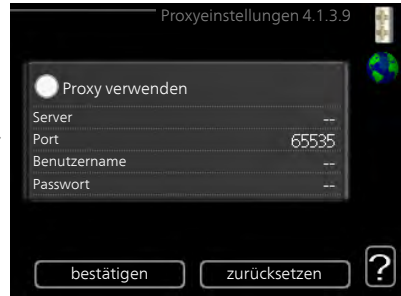 Proxyeinstellungen 4.1.3.9
Proxy verwenden
Server --
Port 65535
Benutzername --
Passwort --
bestätigen zurücksetzen ?